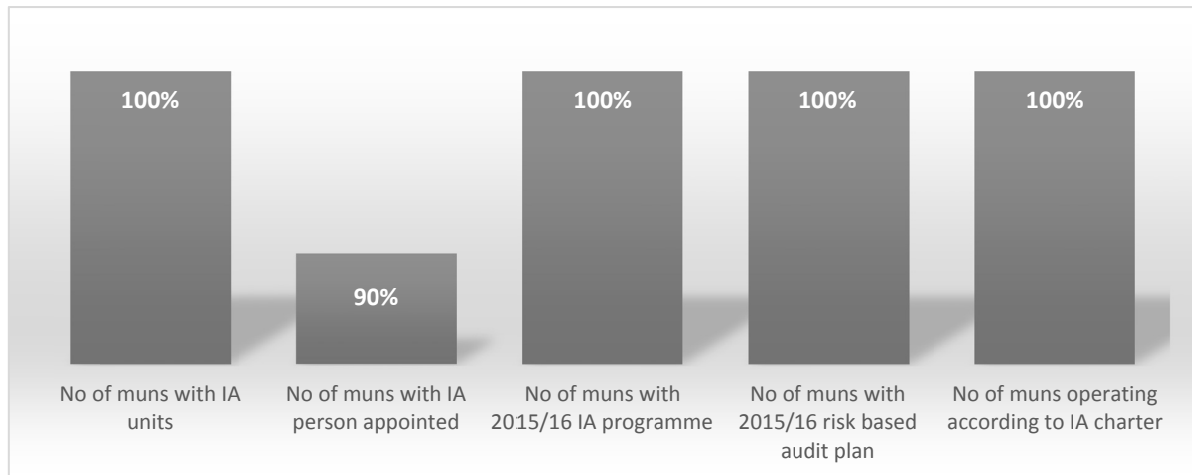 100%
90%
100%
100%
100%
No of muns with IA
units
No of muns with IA
person appointed
No of muns with
2015/16 IA programme
No of muns with
2015/16 risk based
audit plan
No of muns operating
according to IA charter